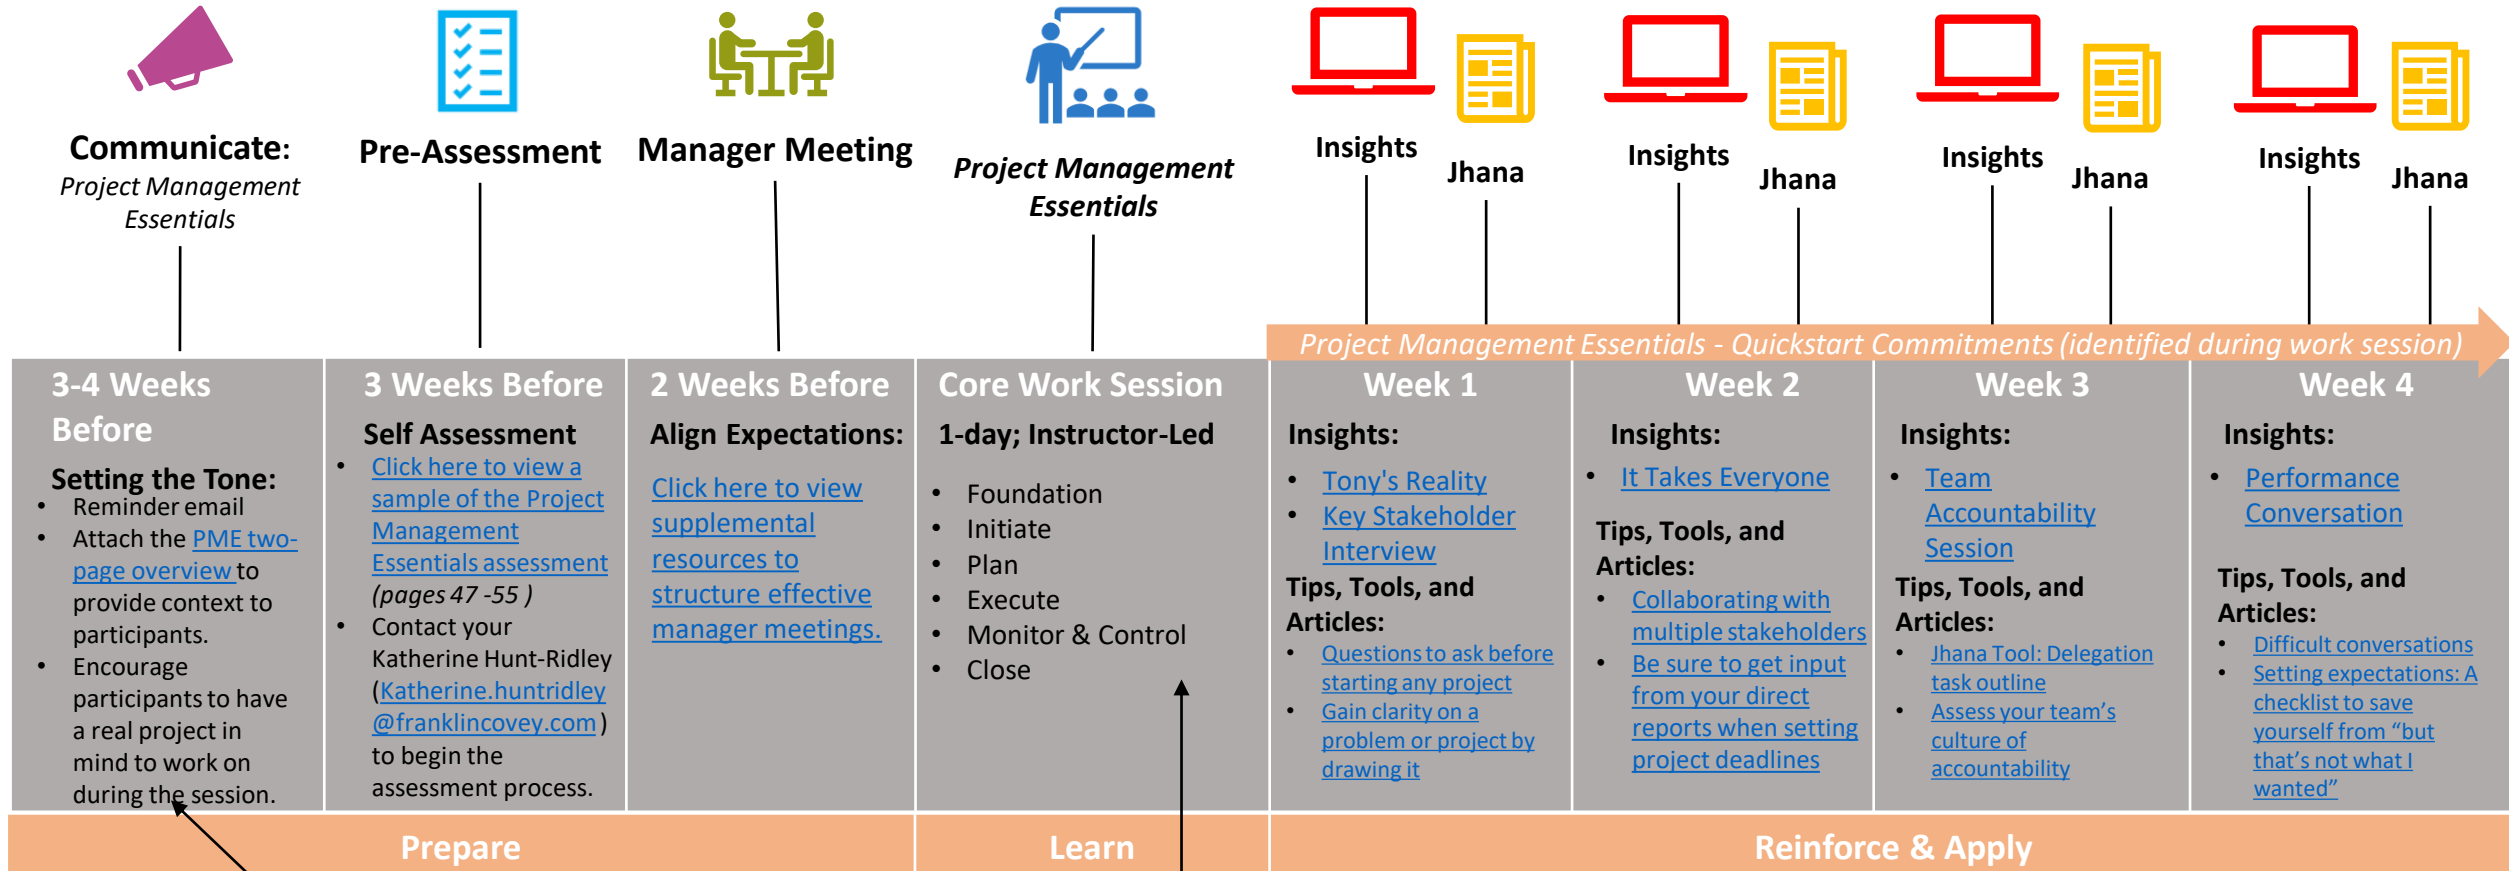 Communicate:
Project Management
Essentials
Pre-Assessment
Manager Meeting
Project Management
Essentials
Insights
Jhana
Insights
Jhana
Insights
Jhana
Insights
Jhana
Project Management Essentials - Quickstart Commitments (identified during work session)
3-4 Weeks
Before
Setting the Tone:
• Reminder email
• Attach the PME two-
page overview to
provide context to
participants.
• Encourage
participants to have
a real project in
mind to work on
during the session.
3 Weeks Before
Self Assessment
• Click here to view a
sample of the Project
Management
Essentials assessment
(pages 47 -55 )
• Contact your
Katherine Hunt-Ridley
(Katherine.huntridley
@franklincovey.com)
to begin the
assessment process.
2 Weeks Before
Align Expectations:
Click here to view
supplemental
resources to
structure effective
manager meetings.
Core Work Session
1-day; Instructor-Led
• Foundation
• Initiate
• Plan
• Execute
• Monitor & Control
• Close
Week 1
Insights:
• Tony's Reality
• Key Stakeholder
Interview
Tips, Tools, and
Articles:
• Questions to ask before
starting any project
• Gain clarity on a
problem or project by
drawing it
Week 2
Insights:
• It Takes Everyone
Tips, Tools, and
Articles:
• Collaborating with
multiple stakeholders
• Be sure to get input
from your direct
reports when setting
project deadlines
Week 3
Insights:
• Team
Accountability
Session
Tips, Tools, and
Articles:
• Jhana Tool: Delegation
task outline
• Assess your team’s
culture of
accountability
Week 4
Insights:
• Performance
Conversation
Tips, Tools, and
Articles:
• Difficult conversations
• Setting expectations: A
checklist to save
yourself from “but
that’s not what I
wanted”
Prepare
Learn
Reinforce & Apply